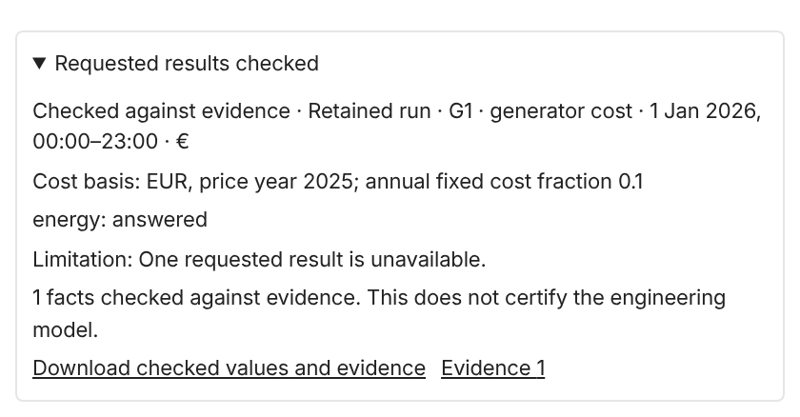 ▼ Requested results checked
Checked against evidence · Retained run · G1 · generator cost · 1 Jan 2026,
00:00–23:00 · €
Cost basis: EUR, price year 2025; annual fixed cost fraction 0.1
energy: answered
Limitation: One requested result is unavailable.
1 facts checked against evidence. This does not certify the engineering
model.
Download checked values and evidence Evidence 1